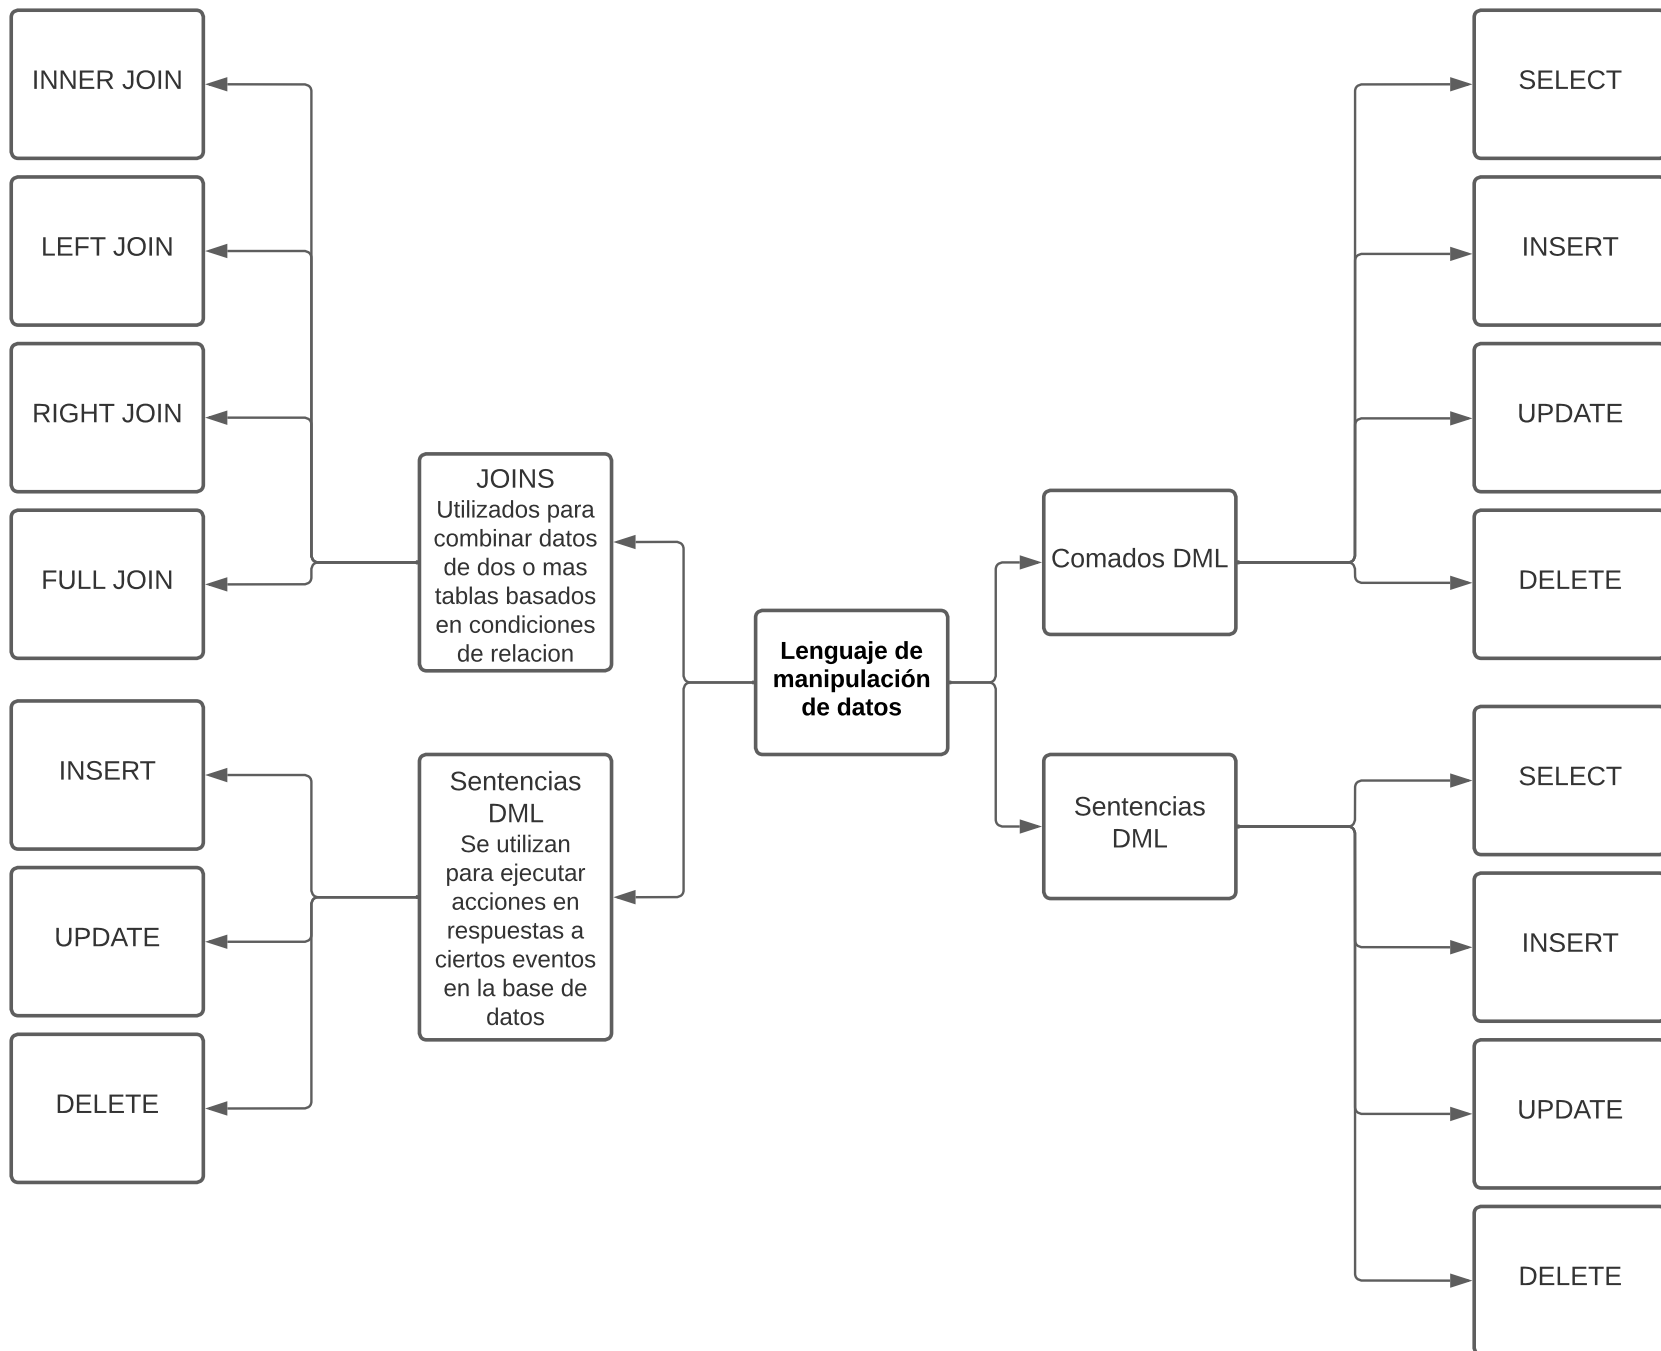 INNER JOIN
LEFT JOIN
RIGHT JOIN
FULL JOIN
INSERT
UPDATE
DELETE
JOINS
Utilizados para
combinar datos
de dos o mas
tablas basados
en condiciones
de relacion
Sentencias
DML
Se utilizan
para ejecutar
acciones en
respuestas a
ciertos eventos
en la base de
datos
Lenguaje de
manipulación
de datos
Comados DML
Sentencias
DML
SELECT
INSERT
UPDATE
DELETE
SELECT
INSERT
UPDATE
DELETE